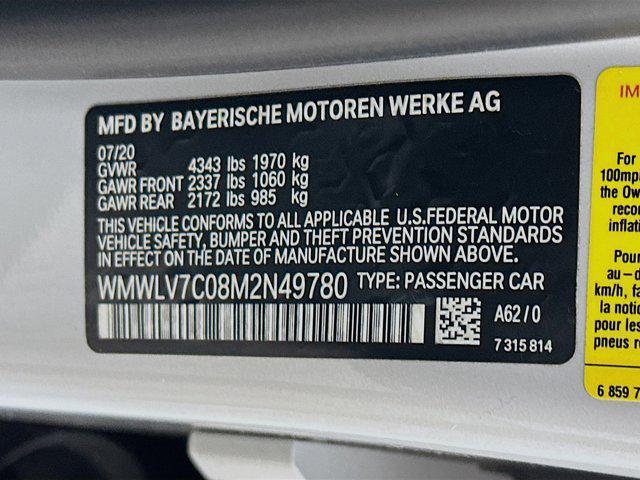 MFD BY BAYERISCHE MOTOREN WERKE AG
07/20
GVWR 4343 lbs 1970 kg
GAWR FRONT 2337 lbs 1060 kg
GAWR REAR 2172 lbs 985 kg
THIS VEHICLE CONFORMS TO ALL APPLICABLE U.S.FEDERAL MOTOR
VEHICLE SAFETY, BUMPER AND THEFT PREVENTION STANDARDS
IN EFFECT ON THE DATE OF MANUFACTURE SHOWN ABOVE.
WMWLV7C08M2N49780 TYPE: PASSENGER CAR
A62/0
7 315 814
For
100mp
the Ow
recom
inflati
Pour
au-d
km/h, fa
la notic
pour les
pneus r
6 859 7